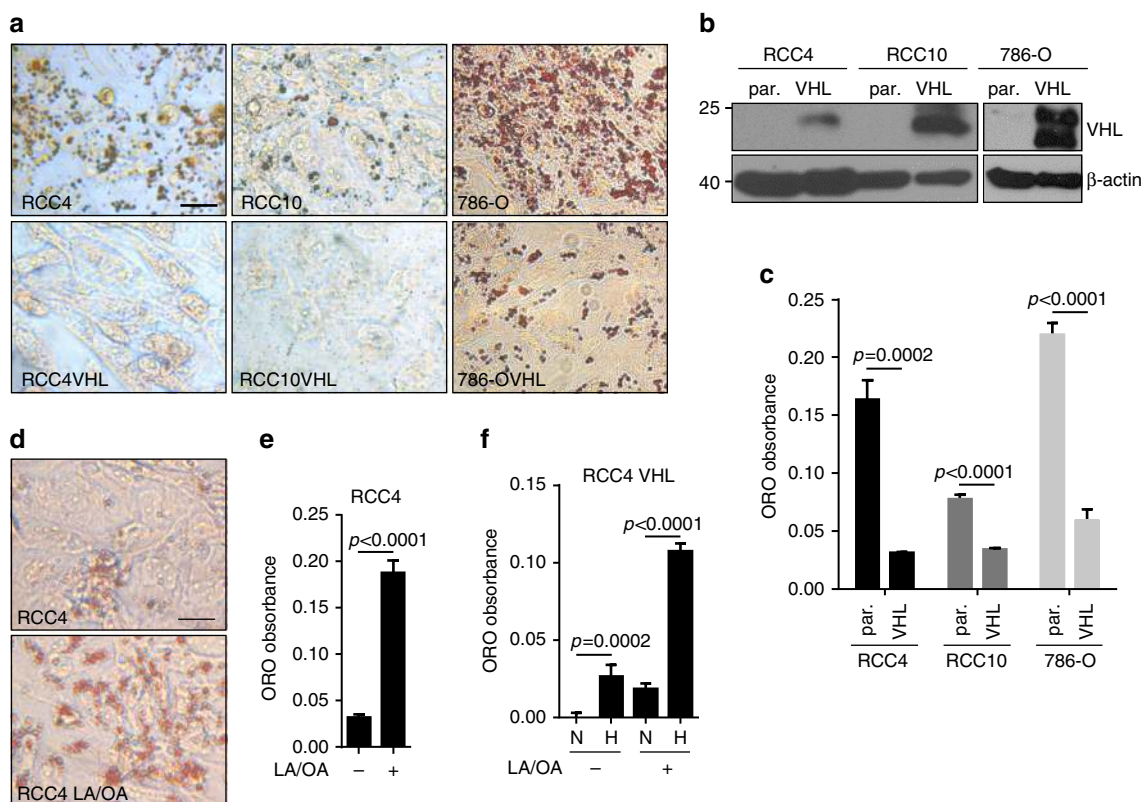 a
RCC4
RCC10
786-O
RCC4VHL
RCC10VHL
786-OVHL
b
RCC4 RCC10 786-O
par. VHL par. VHL par. VHL
25
VHL
40
β-actin
c
ORO obsorbance
0.25
0.20
0.15
0.10
0.05
0.00
p=0.0002
p<0.0001
p<0.0001
par. VHL par. VHL par. VHL
RCC4 RCC10 786-O
d
RCC4
RCC4 LA/OA
e
RCC4
ORO obsorbance
0.25
0.20
0.15
0.10
0.05
0.00
p<0.0001
LA/OA – +
f
RCC4 VHL
ORO obsorbance
0.15
0.10
0.05
0.00
p=0.0002
p<0.0001
N H N H
LA/OA – +